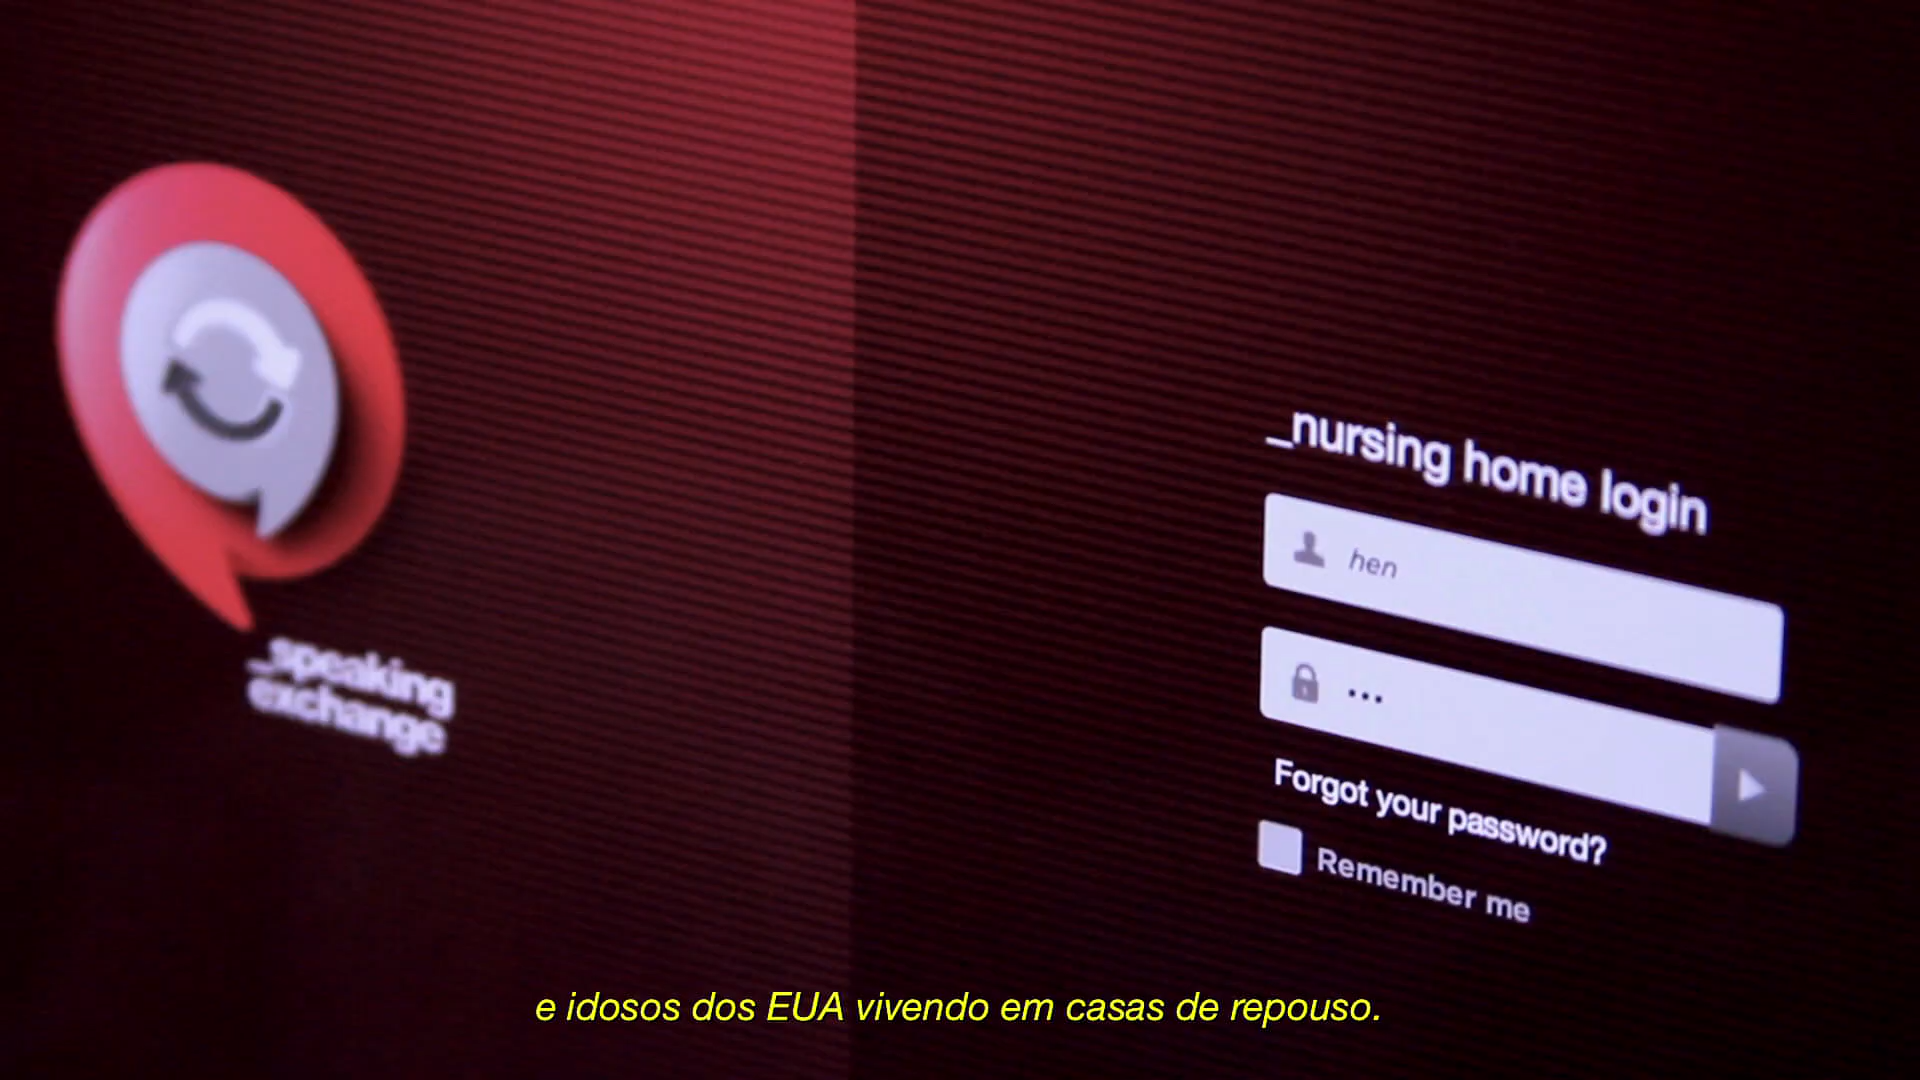 _speaking
exchange
_nursing home login
hen
•••
Forgot your password?
Remember me
e idosos dos EUA vivendo em casas de repouso.